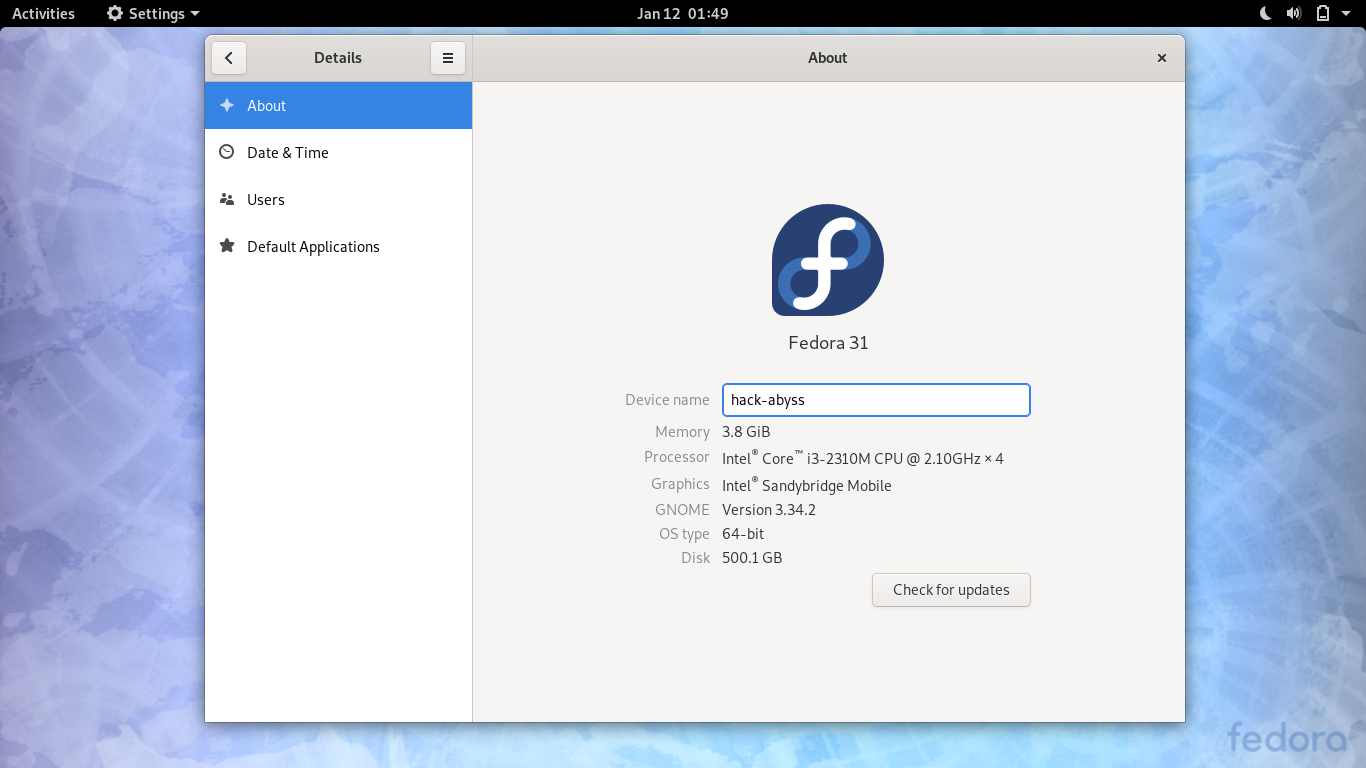 Activities Settings Jan 12 01:49
Details About
About
Date & Time
Users
Default Applications
Fedora 31
Device name hack-abyss
Memory 3.8 GiB
Processor Intel® Core™ i3-2310M CPU @ 2.10GHz × 4
Graphics Intel® Sandybridge Mobile
GNOME Version 3.34.2
OS type 64-bit
Disk 500.1 GB
Check for updates
fedora